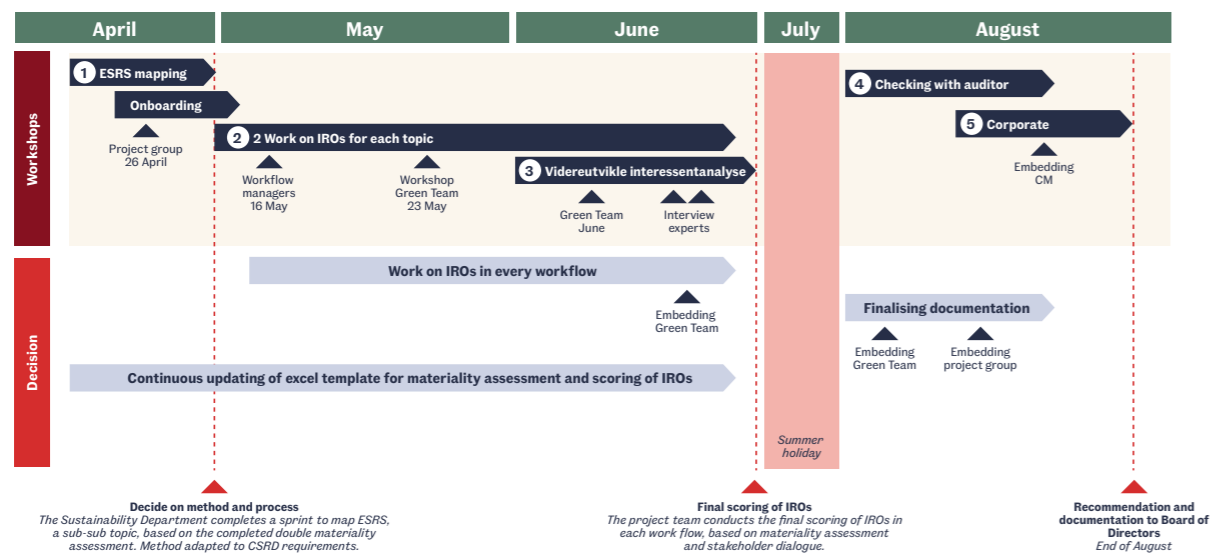 April
May
June
July
August
Workshops
1 ESRS mapping
Onboarding
Project group
26 April
2 2 Work on IROs for each topic
Workflow
managers
16 May
Workshop
Green Team
23 May
3 Videreutvikle interessentanalyse
Green Team
June
Interview
experts
4 Checking with auditor
5 Corporate
Embedding
CM
Decision
Work on IROs in every workflow
Embedding
Green Team
Finalising documentation
Embedding
Green Team
Embedding
project group
Continuous updating of excel template for materiality assessment and scoring of IROs
Summer
holiday
Decide on method and process
The Sustainability Department completes a sprint to map ESRS,
a sub-sub topic, based on the completed double materiality
assessment. Method adapted to CSRD requirements.
Final scoring of IROs
The project team conducts the final scoring of IROs in
each work flow, based on materiality assessment
and stakeholder dialogue.
Recommendation and
documentation to Board of
Directors
End of August